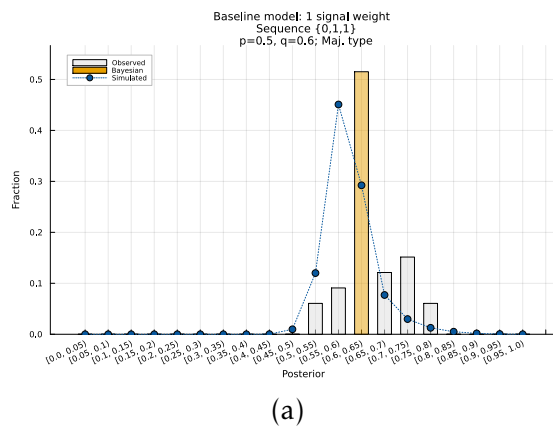 Baseline model: 1 signal weight
Sequence {0,1,1}
p=0.5, q=0.6; Maj. type
Observed
Bayesian
Simulated
Fraction
0.5
0.4
0.3
0.2
0.1
0.0
[0.0, 0.05)
[0.05, 0.1)
[0.1, 0.15)
[0.15, 0.2)
[0.2, 0.25)
[0.25, 0.3)
[0.3, 0.35)
[0.35, 0.4)
[0.4, 0.45)
[0.45, 0.5)
[0.5, 0.55)
[0.55, 0.6)
[0.6, 0.65)
[0.65, 0.7)
[0.7, 0.75)
[0.75, 0.8)
[0.8, 0.85)
[0.85, 0.9)
[0.9, 0.95)
[0.95, 1.0)
Posterior
(a)